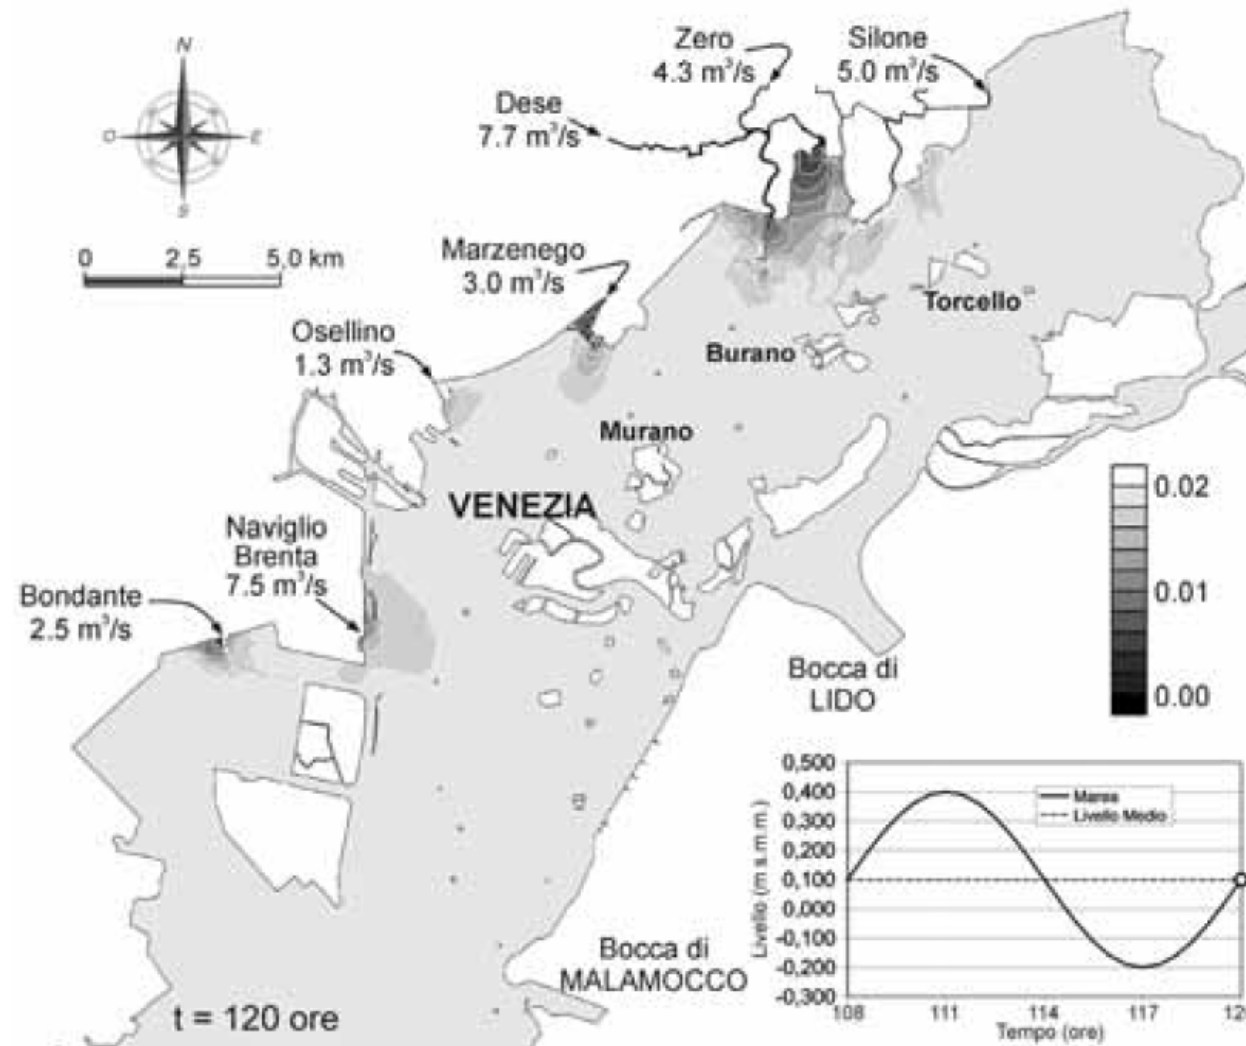 N
O
E
S
0 2.5 5.0 km
Zero
4.3 m³/s
Silone
5.0 m³/s
Dese
7.7 m³/s
Marzenego
3.0 m³/s
Osellino
1.3 m³/s
Torcello
Burano
Murano
VENEZIA
Naviglio
Brenta
7.5 m³/s
Bondante
2.5 m³/s
Bocca di
LIDO
0.02
0.01
0.00
Bocca di
MALAMOCCO
t = 120 ore
Livello (m s.m.m.)
0,500
0,400
0,300
0,200
0,100
0,000
-0,100
-0,200
-0,300
Marea
Livello Medio
108 111 114 117
Tempo (ore)